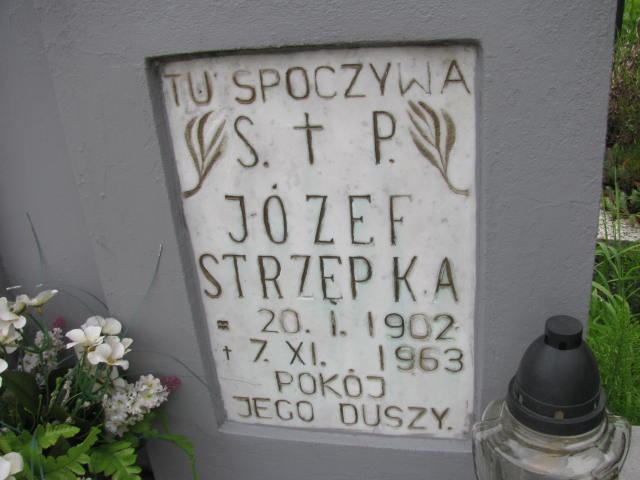 TU SPOCZYWA
S. † P.
JÓZEF
STRZĘPKA
20. I. 1902
† 7. XI. 1963
POKÓJ
JEGO DUSZY.